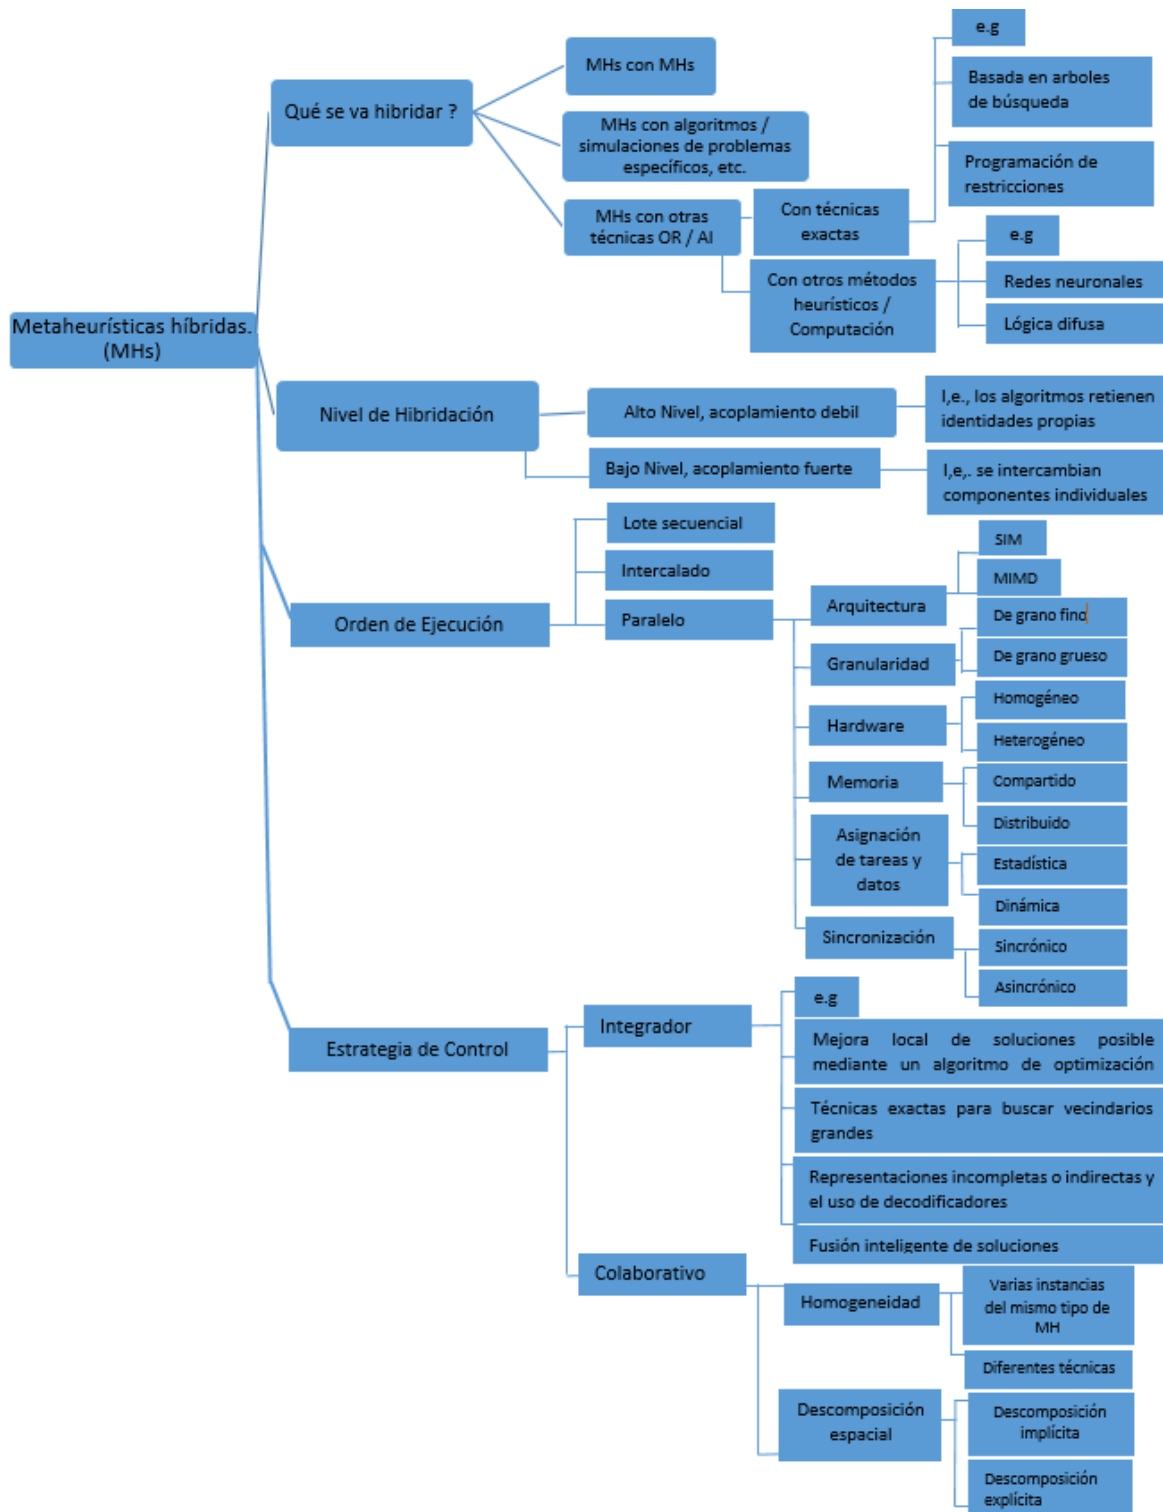 e.g
MHs con MHs
Basada en arboles
de búsqueda
Qué se va hibridar ?
MHs con algoritmos /
simulaciones de problemas
específicos, etc.
Programación de
restricciones
MHs con otras
técnicas OR / AI
Con técnicas
exactas
e.g
Con otros métodos
heurísticos /
Computación
Redes neuronales
Lógica difusa
Metaheurísticas híbridas.
(MHs)
Nivel de Hibridación
Alto Nivel, acoplamiento debil
I,e., los algoritmos retienen
identidades propias
Bajo Nivel, acoplamiento fuerte
I,e,. se intercambian
componentes individuales
Lote secuencial
SIM
Intercalado
MIMD
Orden de Ejecución
Paralelo
Arquitectura
De grano fino
Granularidad
De grano grueso
Homogéneo
Hardware
Heterogéneo
Memoria
Compartido
Distribuido
Asignación
de tareas y
datos
Estadística
Dinámica
Sincronización
Sincrónico
Asincrónico
Estrategia de Control
Integrador
e.g
Mejora local de soluciones posible
mediante un algoritmo de optimización
Técnicas exactas para buscar vecindarios
grandes
Representaciones incompletas o indirectas y
el uso de decodificadores
Fusión inteligente de soluciones
Colaborativo
Homogeneidad
Varias instancias
del mismo tipo de
MH
Diferentes técnicas
Descomposición
espacial
Descomposición
implícita
Descomposición
explícita